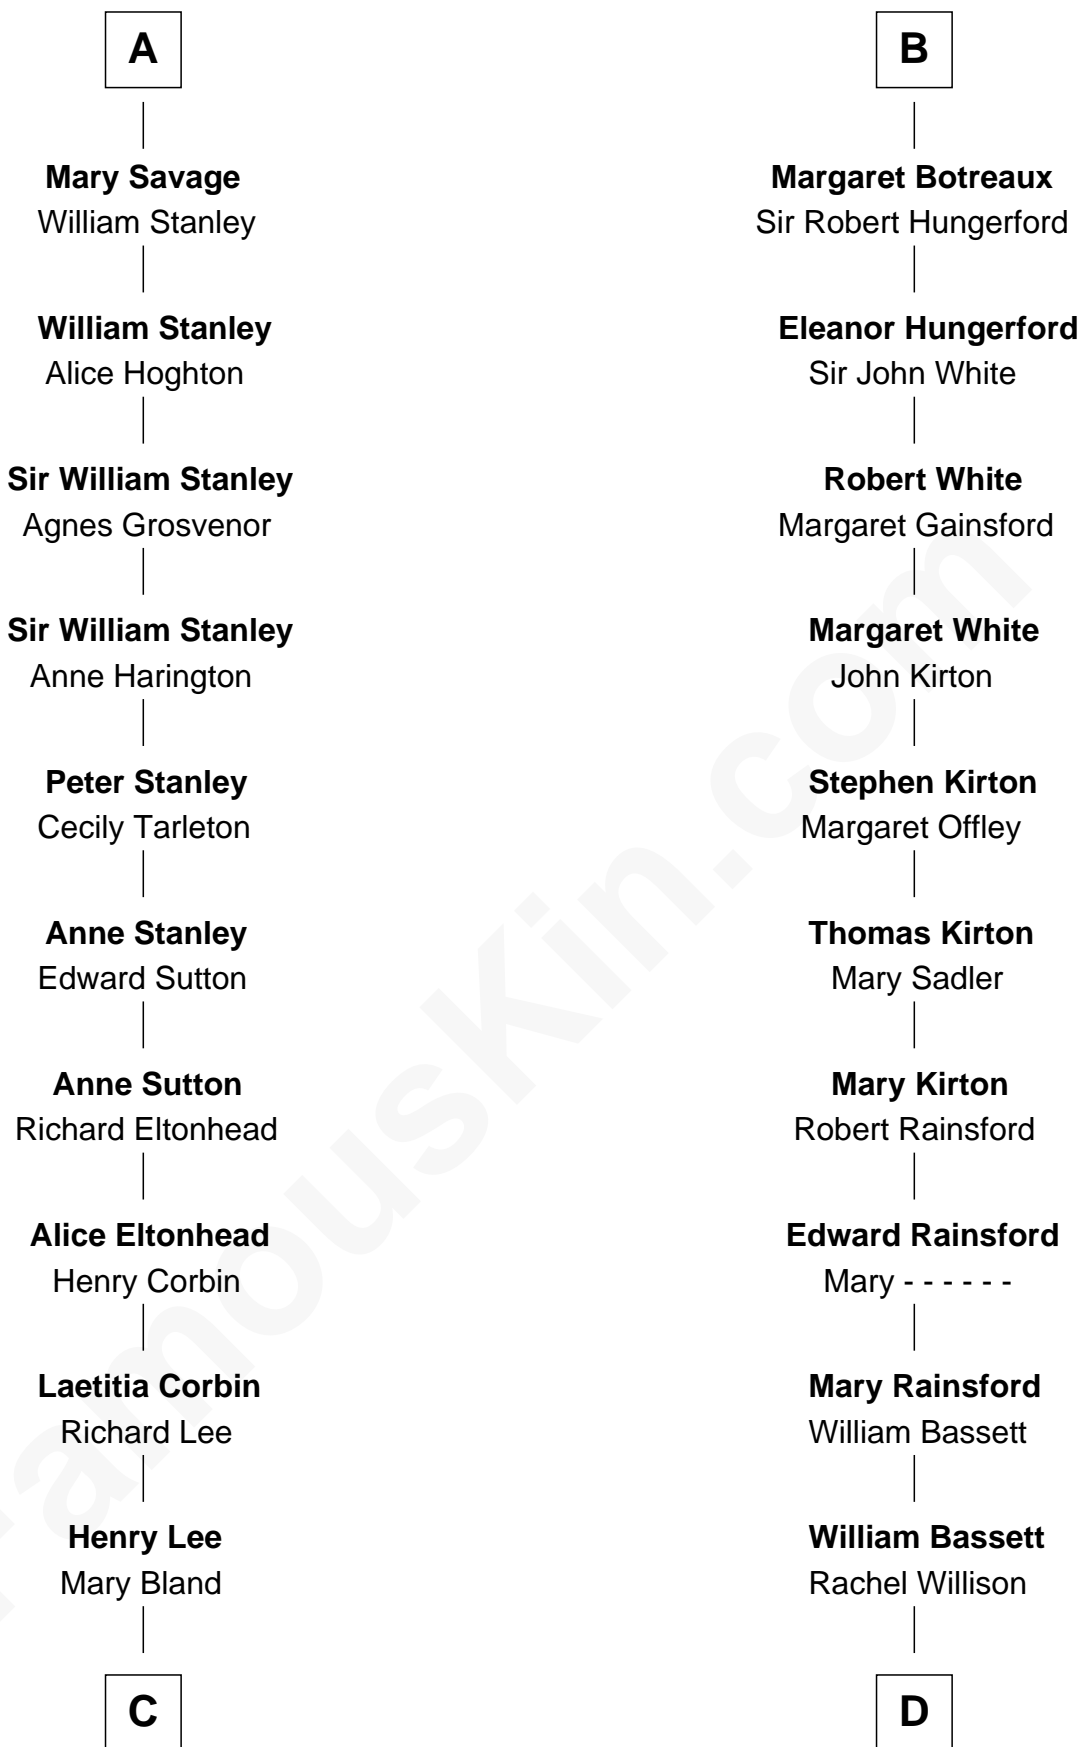 A
Mary Savage
William Stanley
William Stanley
Alice Hoghton
Sir William Stanley
Agnes Grosvenor
Sir William Stanley
Anne Harington
Peter Stanley
Cecily Tarleton
Anne Stanley
Edward Sutton
Anne Sutton
Richard Eltonhead
Alice Eltonhead
Henry Corbin
Laetitia Corbin
Richard Lee
Henry Lee
Mary Bland
C
B
Margaret Botreaux
Sir Robert Hungerford
Eleanor Hungerford
Sir John White
Robert White
Margaret Gainsford
Margaret White
John Kirton
Stephen Kirton
Margaret Offley
Thomas Kirton
Mary Sadler
Mary Kirton
Robert Rainsford
Edward Rainsford
Mary - - - - - -
Mary Rainsford
William Bassett
William Bassett
Rachel Willison
D
FamousKin.com